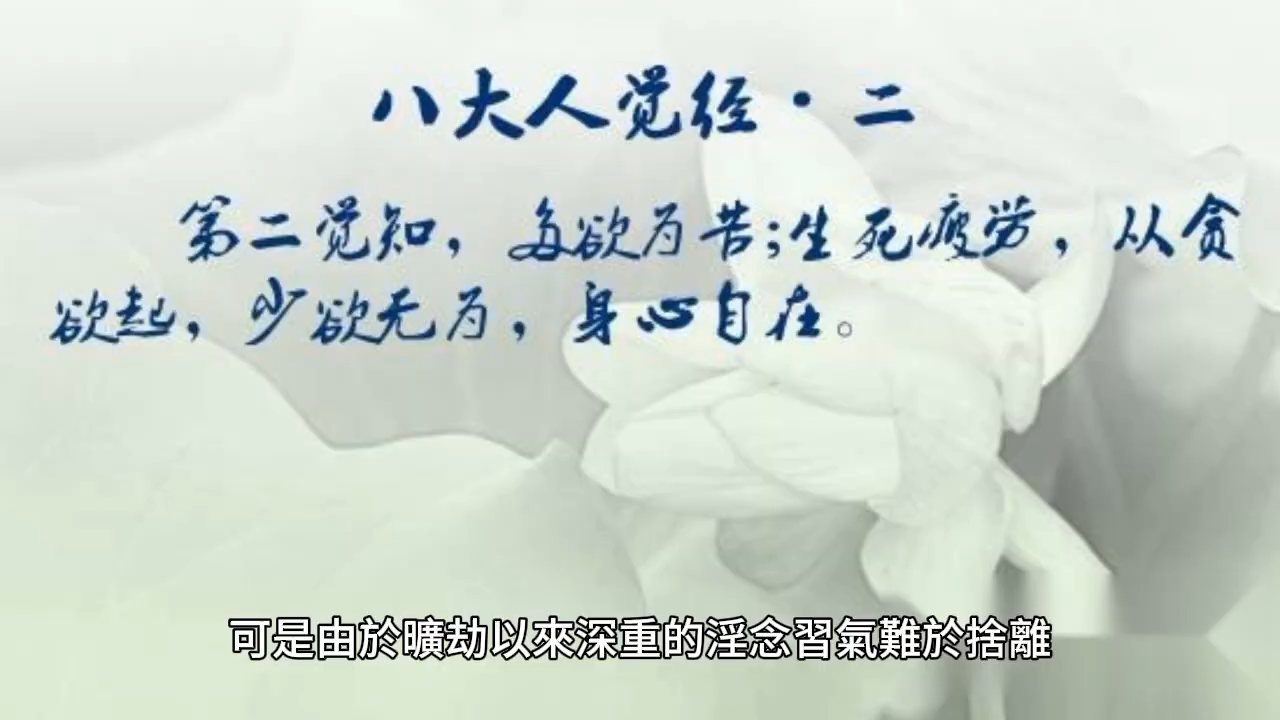 八大人觉经·二
第二觉知，多欲为苦；生死疲劳，从贪
欲起，少欲无为，身心自在。
可是由於曠劫以來深重的淫念習氣難於捨離